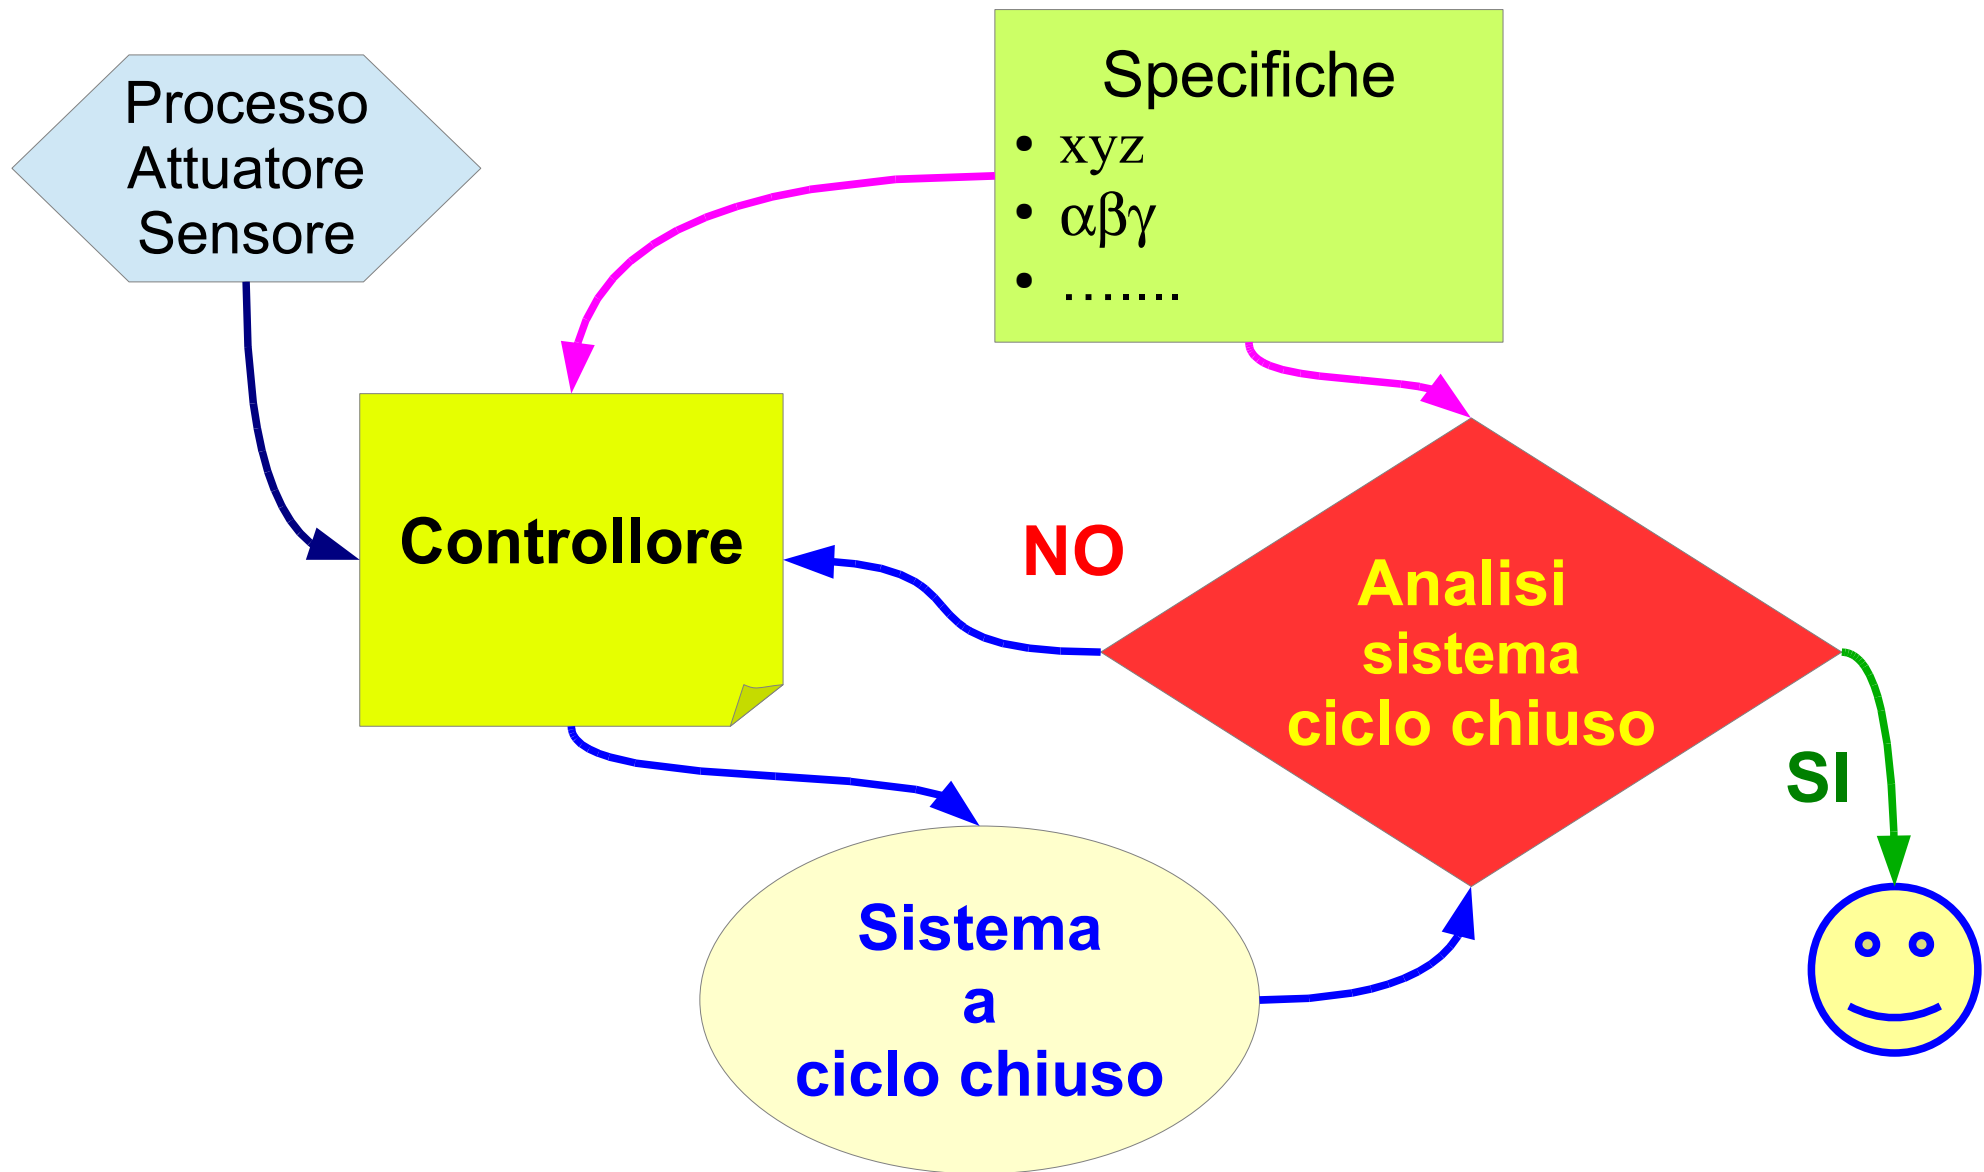 Processo
Attuatore
Sensore
Specifiche
• xyz
• αβγ
• .......
Controllore
NO
Analisi
sistema
ciclo chiuso
SI
Sistema
a
ciclo chiuso